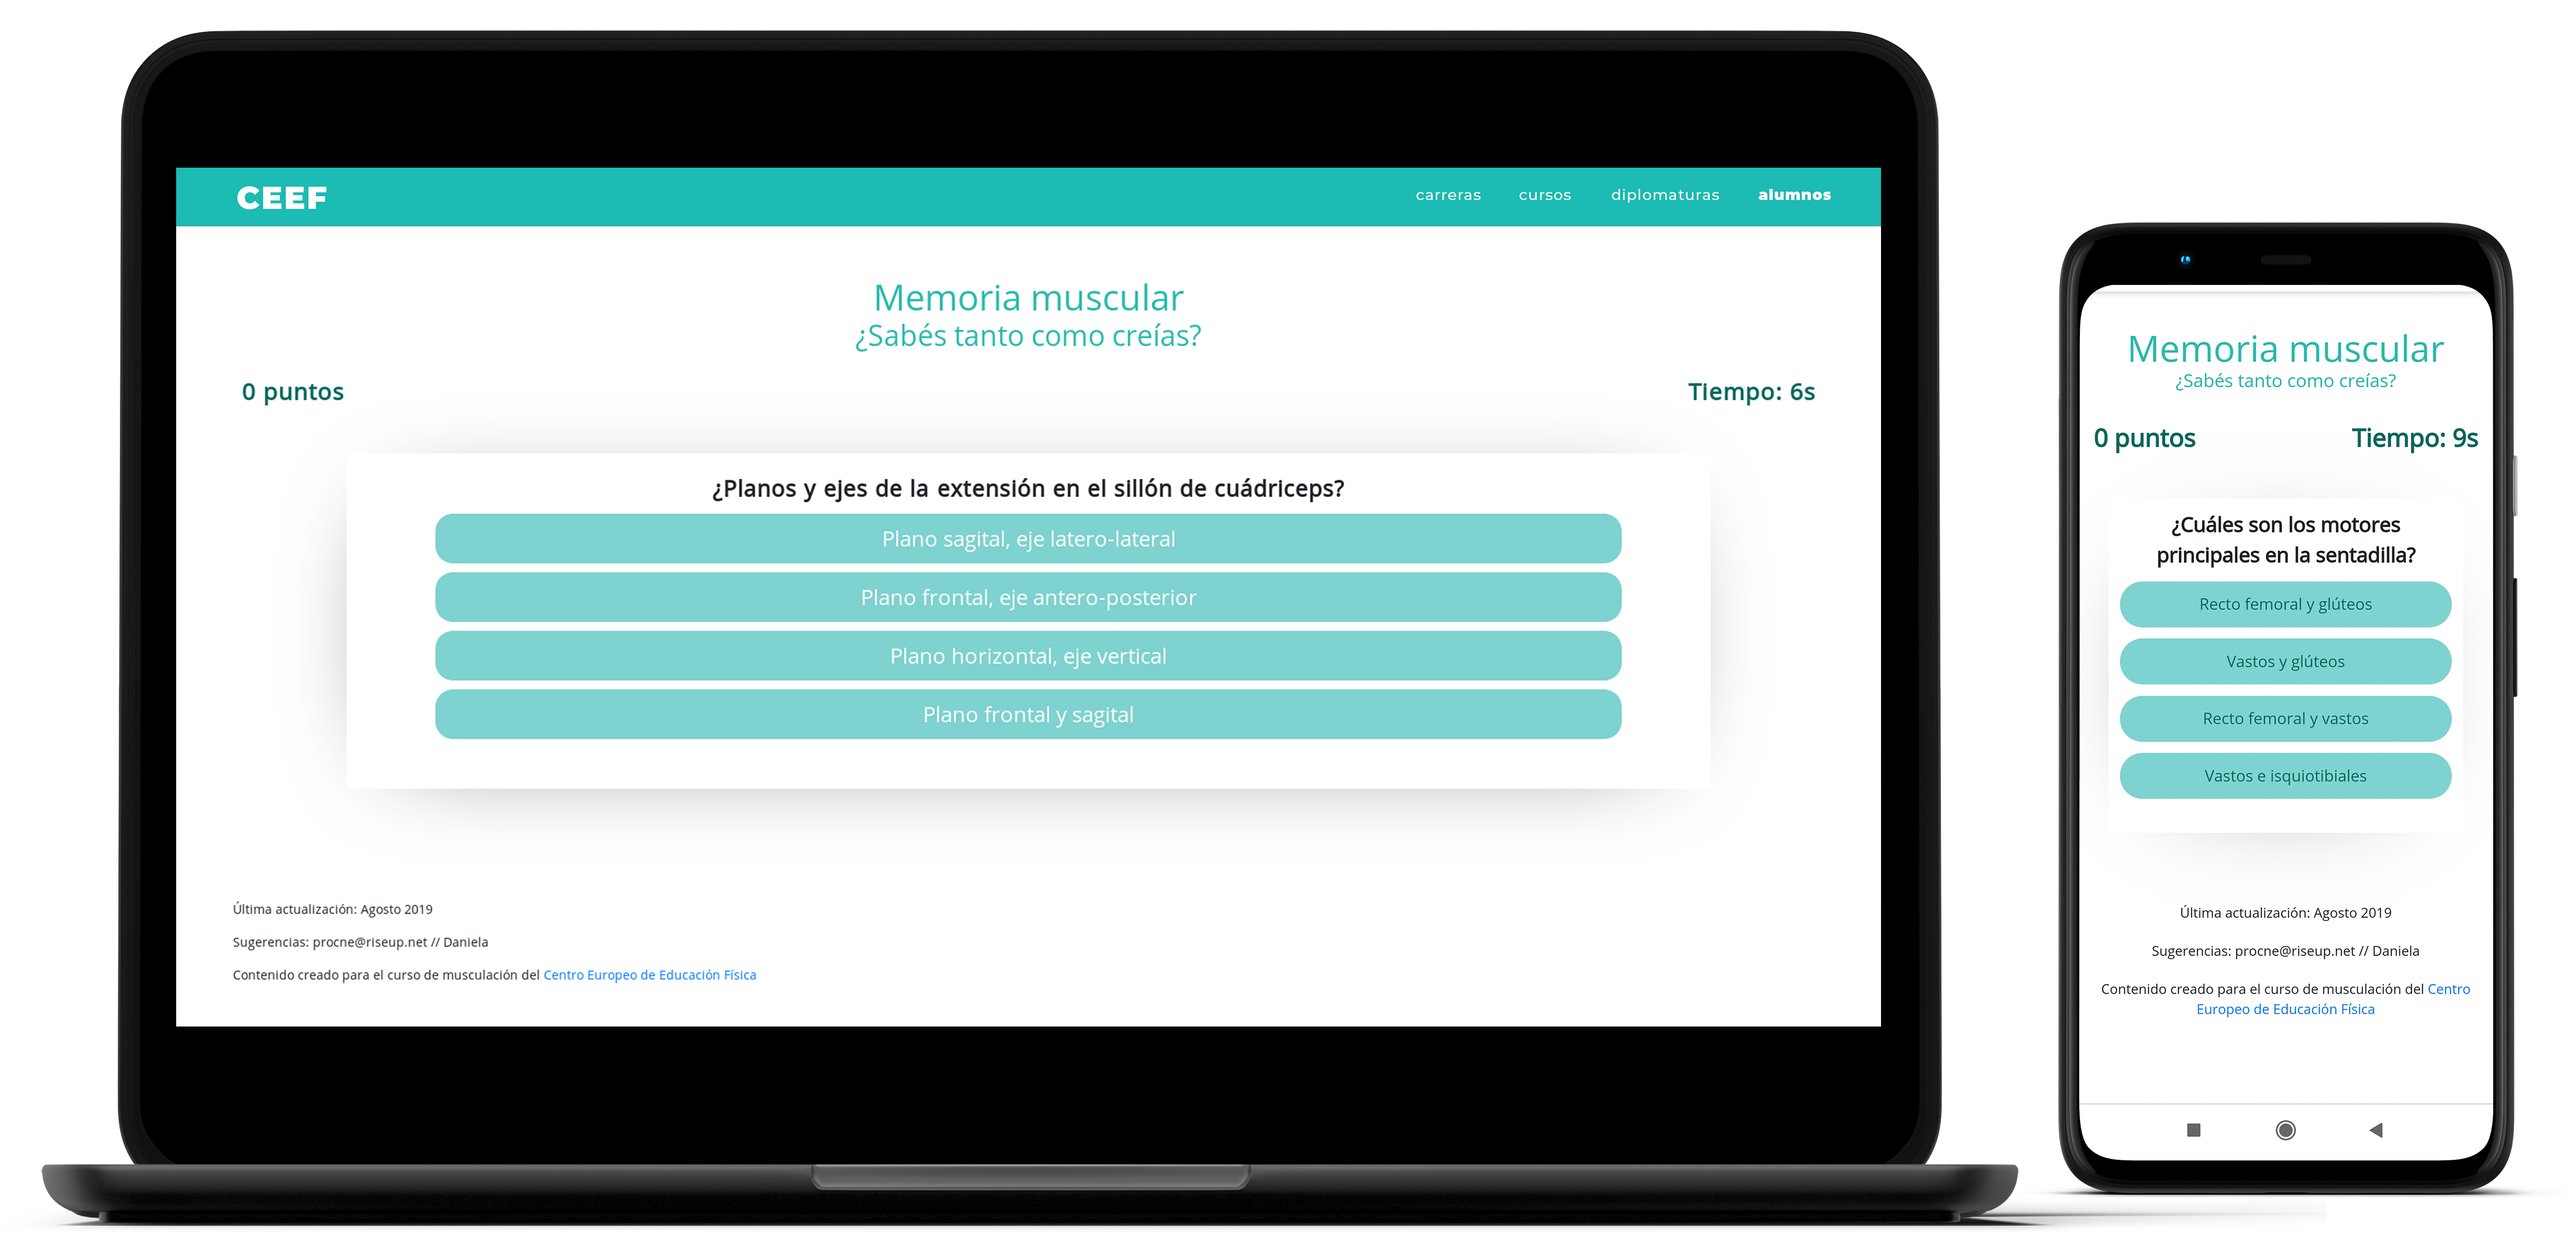 CEEF
carreras cursos diplomaturas alumnos
Memoria muscular
¿Sabés tanto como creías?
0 puntos
Tiempo: 6s
¿Planos y ejes de la extensión en el sillón de cuádriceps?
Plano sagital, eje latero-lateral
Plano frontal, eje antero-posterior
Plano horizontal, eje vertical
Plano frontal y sagital
Última actualización: Agosto 2019
Sugerencias: procne@riseup.net // Daniela
Contenido creado para el curso de musculación del Centro Europeo de Educación Física
Memoria muscular
¿Sabés tanto como creías?
0 puntos
Tiempo: 9s
¿Cuáles son los motores
principales en la sentadilla?
Recto femoral y glúteos
Vastos y glúteos
Recto femoral y vastos
Vastos e isquiotibiales
Última actualización: Agosto 2019
Sugerencias: procne@riseup.net // Daniela
Contenido creado para el curso de musculación del Centro
Europeo de Educación Física